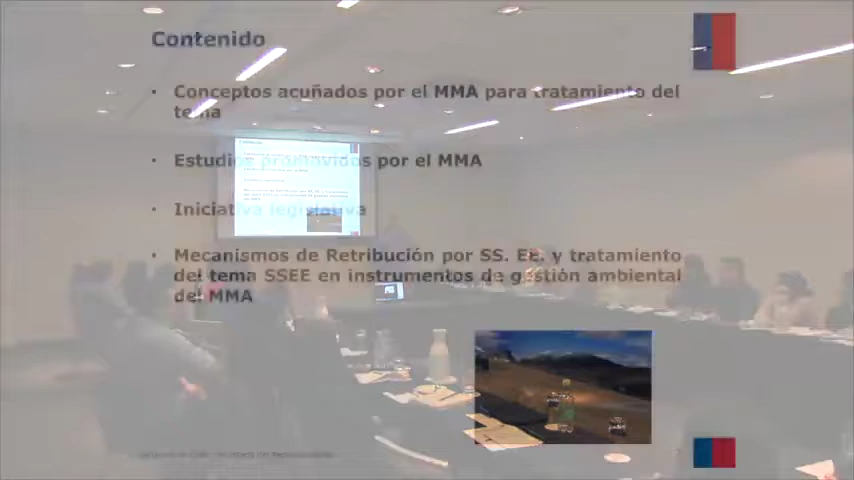 Contenido
• Conceptos acuñados por el MMA para tratamiento del
tema
• Estudios promovidos por el MMA
• Iniciativa legislativa
• Mecanismos de Retribución por SS. EE. y tratamiento
del tema SSEE en instrumentos de gestión ambiental
del MMA